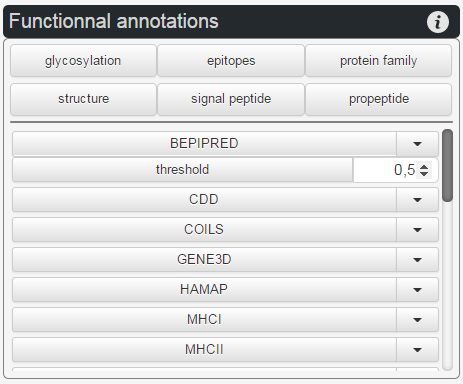 Functionnal annotations
glycosylation epitopes protein family
structure signal peptide propeptide
BEPIPRED
threshold 0,5
CDD
COILS
GENE3D
HAMAP
MHCI
MHCII